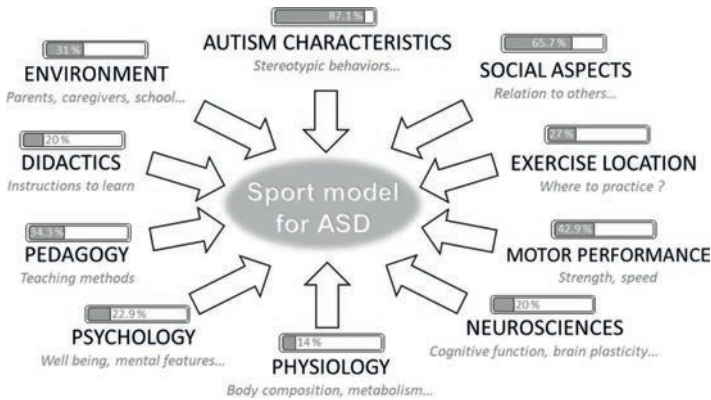 87.1%
AUTISM CHARACTERISTICS
Stereotypic behaviors...
31%
ENVIRONMENT
Parents, caregivers, school...
65.7%
SOCIAL ASPECTS
Relation to others...
20%
DIDACTICS
Instructions to learn
27%
EXERCISE LOCATION
Where to practice ?
Sport model
for ASD
34.3%
PEDAGOGY
Teaching methods
42.9%
MOTOR PERFORMANCE
Strength, speed
22.9%
PSYCHOLOGY
Well being, mental features...
14%
PHYSIOLOGY
Body composition, metabolism...
20%
NEUROSCIENCES
Cognitive function, brain plasticity...